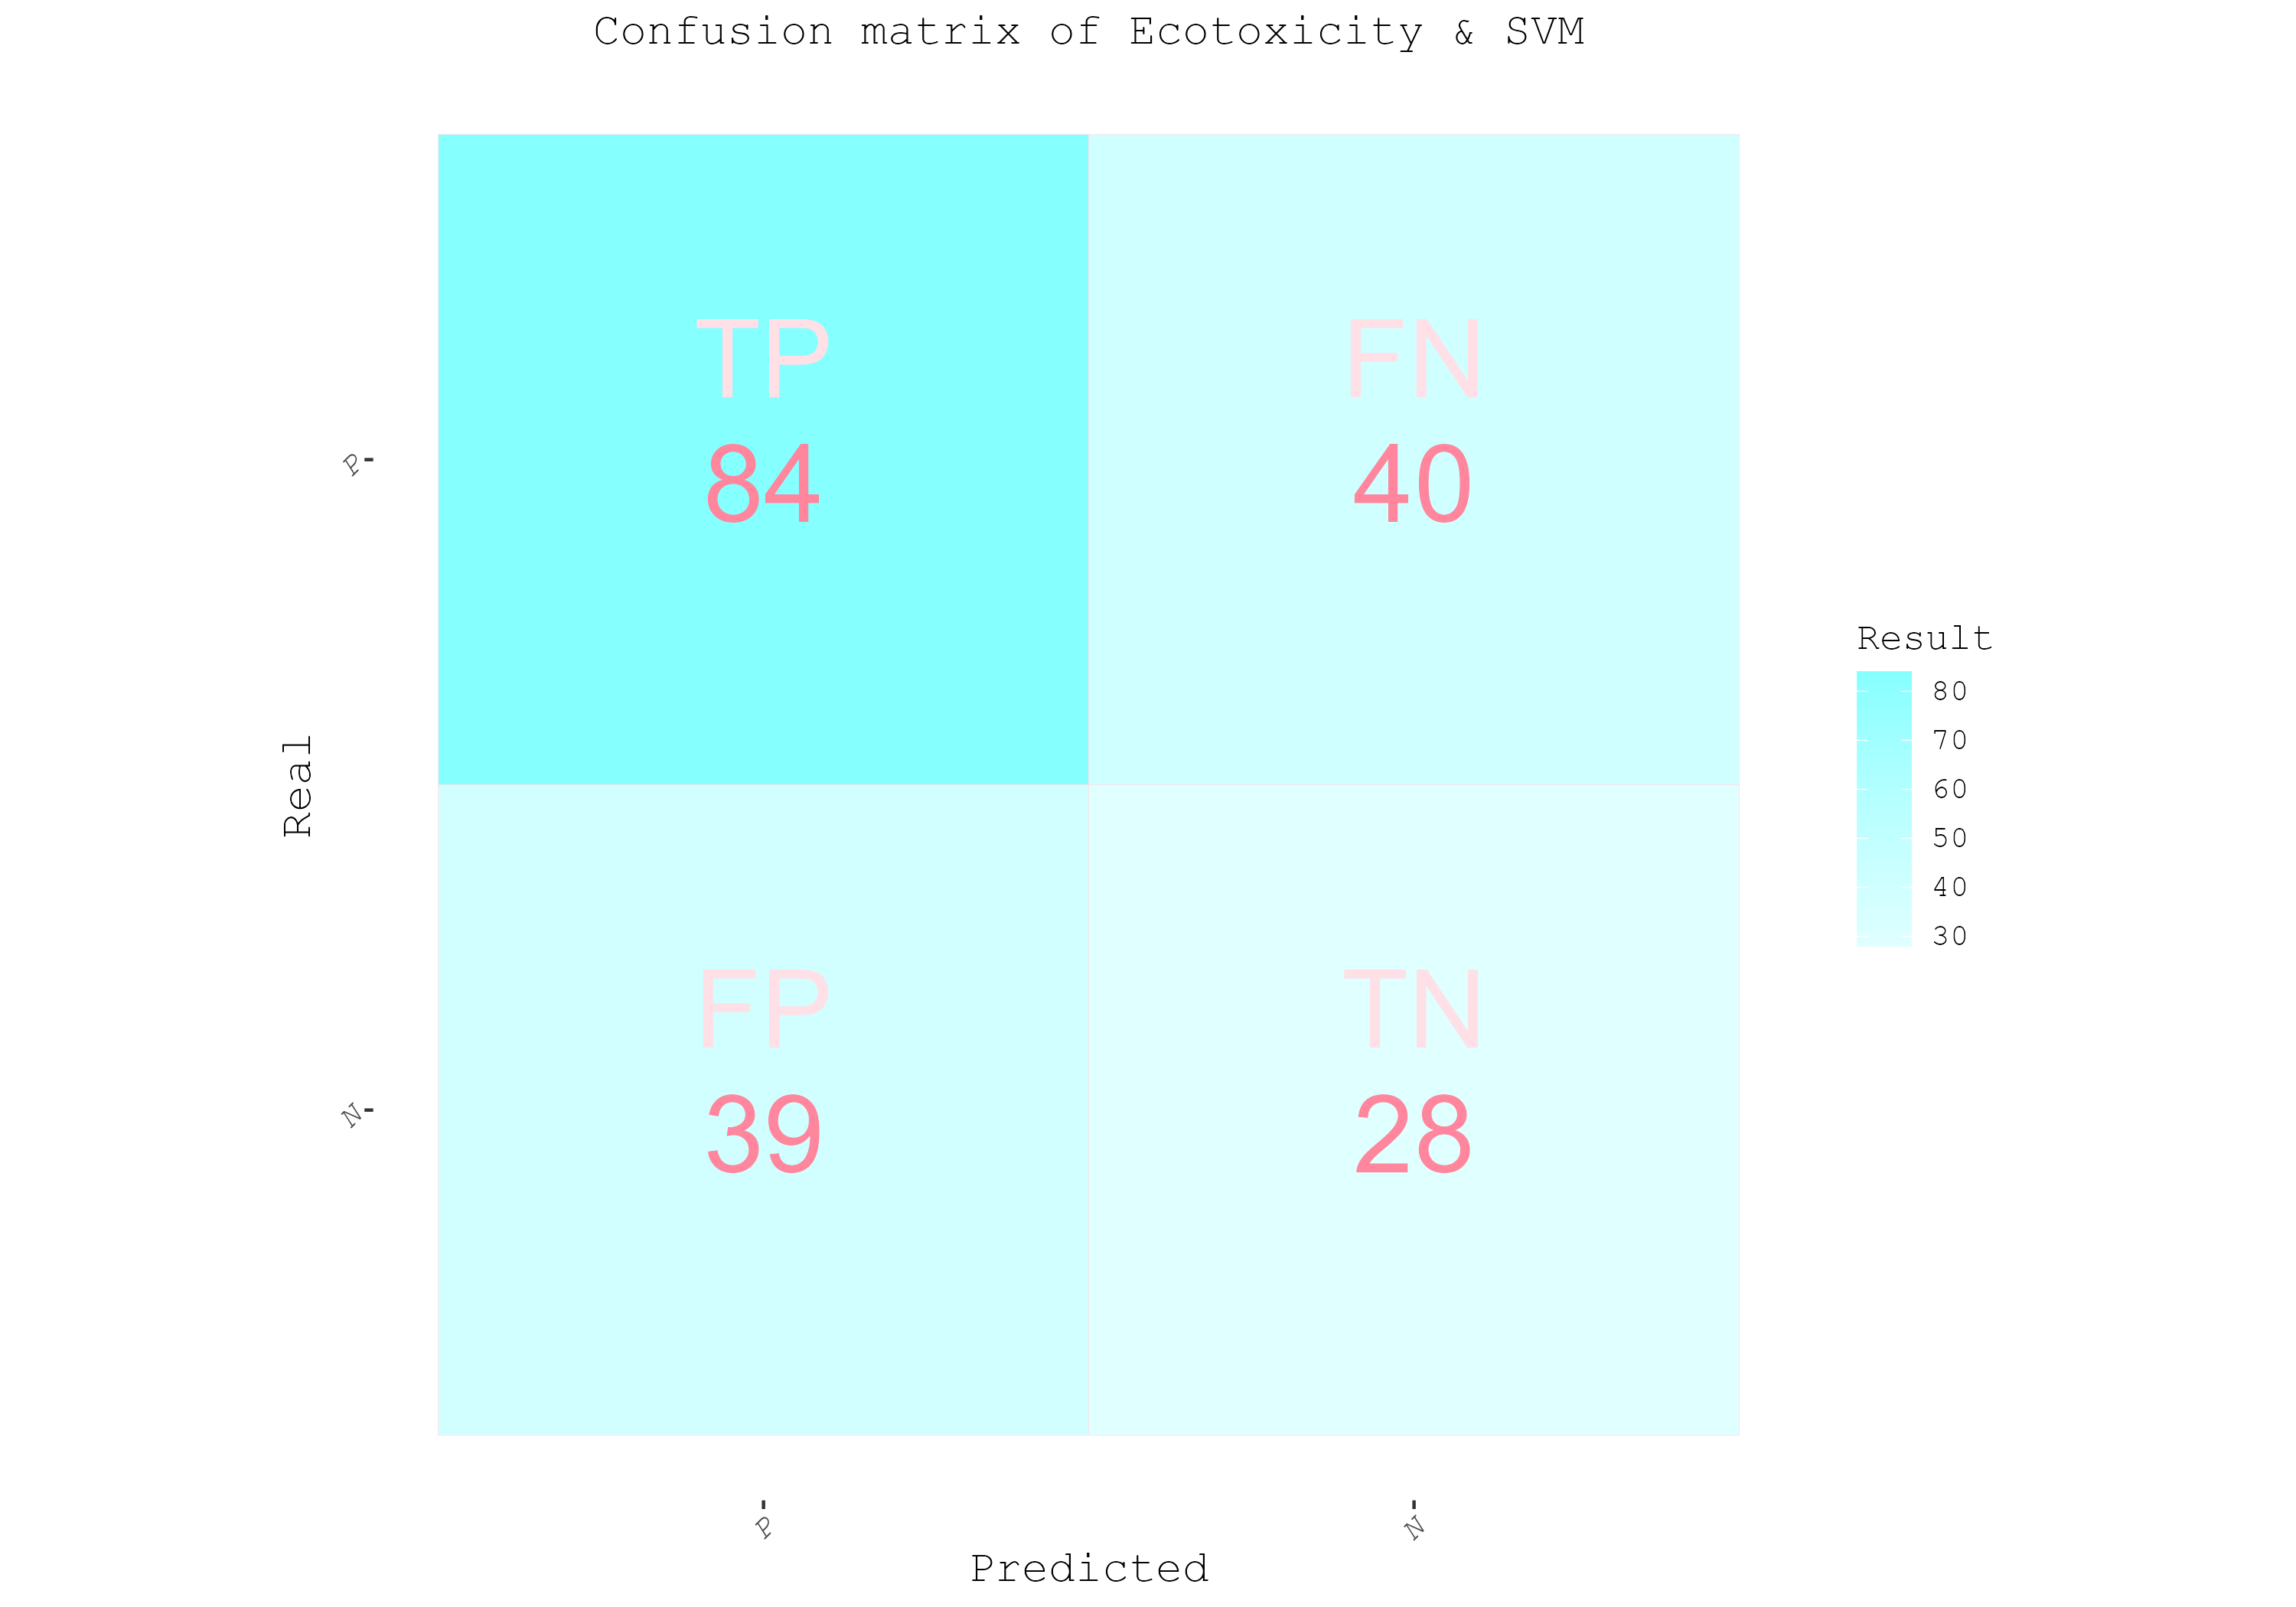 Confusion matrix of Ecotoxicity & SVM
TP
84
FN
40
FP
39
TN
28
P
N
Real
P
N
Predicted
Result
80
70
60
50
40
30